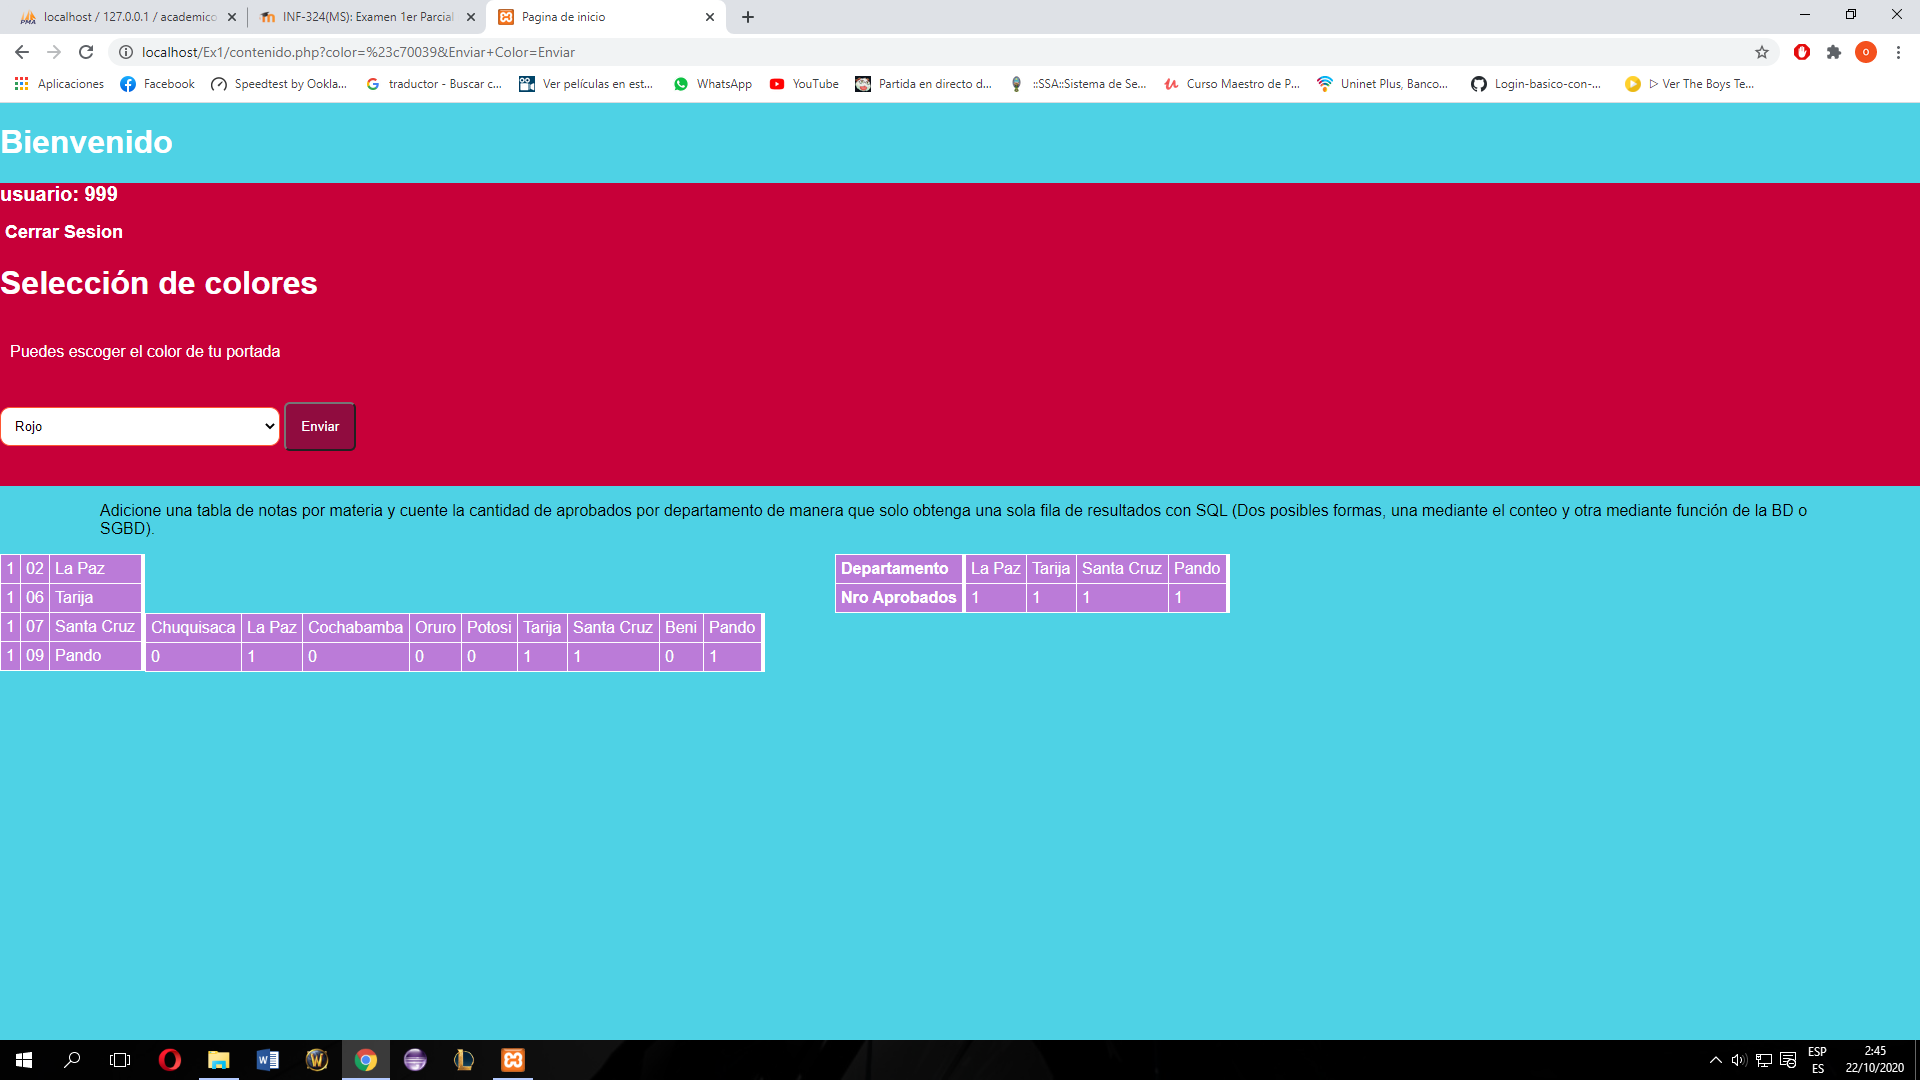 localhost / 127.0.0.1 / academico
INF-324(MS): Examen 1er Parcial
Pagina de inicio
localhost/Ex1/contenido.php?color=%23c70039&Enviar+Color=Enviar
Aplicaciones
Facebook
Speedtest by Ookla...
traductor - Buscar c...
Ver películas en est...
WhatsApp
YouTube
Partida en directo d...
::SSA::Sistema de Se...
Curso Maestro de P...
Uninet Plus, Banco...
Login-basico-con-...
▷ Ver The Boys Te...
Bienvenido
usuario: 999
Cerrar Sesion
Selección de colores
Puedes escoger el color de tu portada
Rojo
Enviar
Adicione una tabla de notas por materia y cuente la cantidad de aprobados por departamento de manera que solo obtenga una sola fila de resultados con SQL (Dos posibles formas, una mediante el conteo y otra mediante función de la BD o
SGBD).
1 02 La Paz
1 06 Tarija
1 07 Santa Cruz
1 09 Pando
Chuquisaca La Paz Cochabamba Oruro Potosi Tarija Santa Cruz Beni Pando
0 1 0 0 0 1 1 0 1
Departamento La Paz Tarija Santa Cruz Pando
Nro Aprobados 1 1 1 1
ESP
ES
2:45
22/10/2020